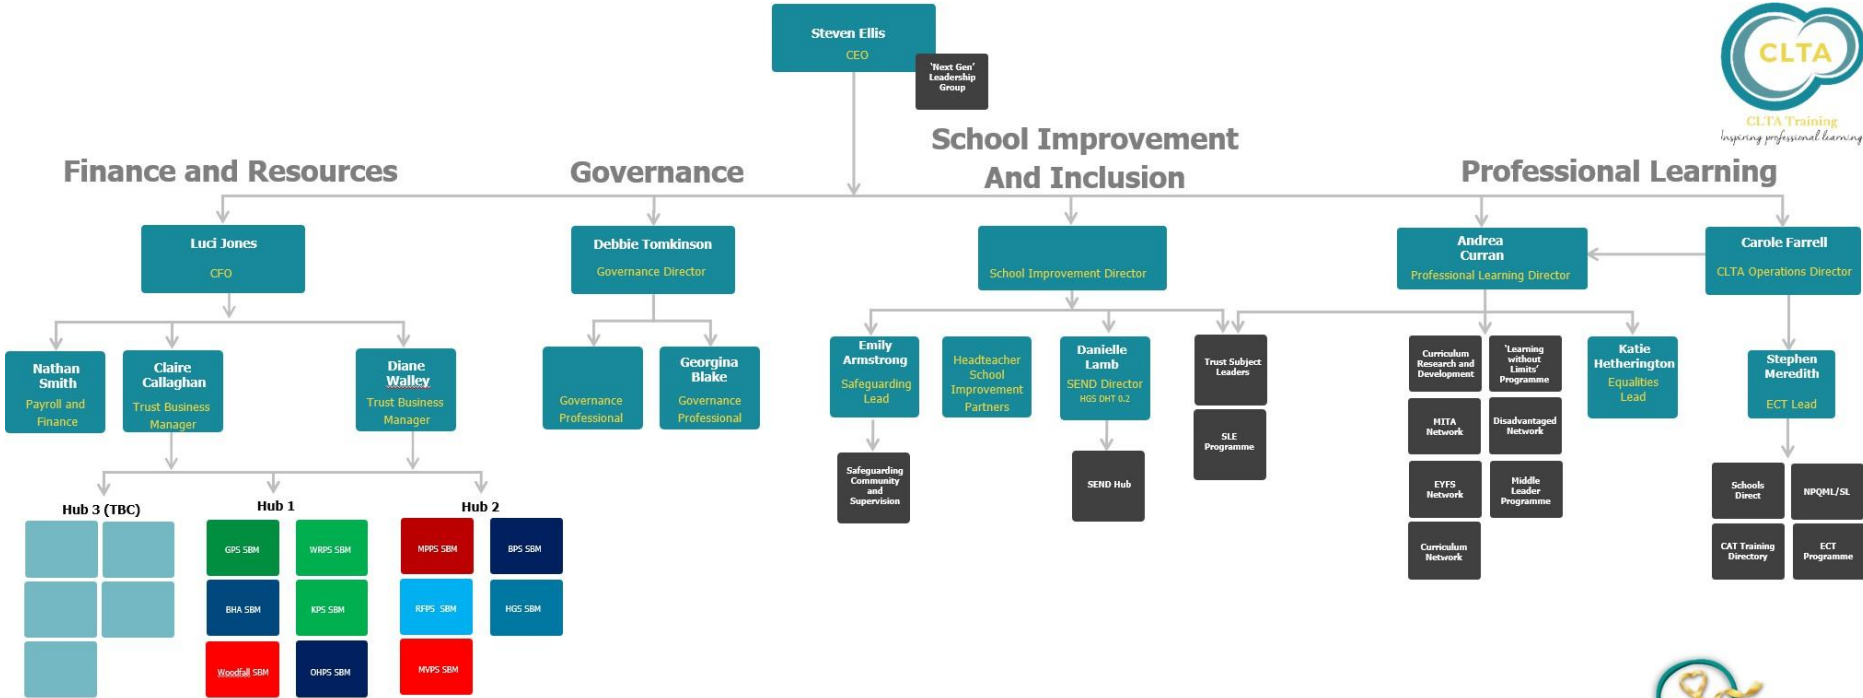 Steven Ellis
CEO
'Next Gen'
Leadership
Group
CLTA
CLTA Training
Inspiring professional learning
Finance and Resources
Governance
School Improvement
And Inclusion
Professional Learning
Luci Jones
CFO
Debbie Tomkinson
Governance Director
School Improvement Director
Andrea
Curran
Professional Learning Director
Carole Farrell
CLTA Operations Director
Nathan
Smith
Payroll and
Finance
Claire
Callaghan
Trust Business
Manager
Diane
Walley
Trust Business
Manager
Governance
Professional
Georgina
Blake
Governance
Professional
Emily
Armstrong
Safeguarding
Lead
Headteacher
School
Improvement
Partners
Danielle
Lamb
SEND Director
HGS DHT 0.2
Trust Subject
Leaders
SLE
Programme
Curriculum
Research and
Development
'Learning
without
Limits'
Programme
MITA
Network
Disadvantaged
Network
EYFS
Network
Middle
Leader
Programme
Curriculum
Network
Katie
Hetherington
Equalities
Lead
Stephen
Meredith
ECT Lead
Safeguarding
Community
and
Supervision
SEND Hub
Schools
Direct
NPQML/SL
CAT Training
Directory
ECT
Programme
Hub 3 (TBC)
Hub 1
Hub 2
GPS SBM
WRPS SBM
BHA SBM
KPS SBM
Woodfall SBM
OHPS SBM
MPPS SBM
BPS SBM
RFPS SBM
HGS SBM
MVPS SBM